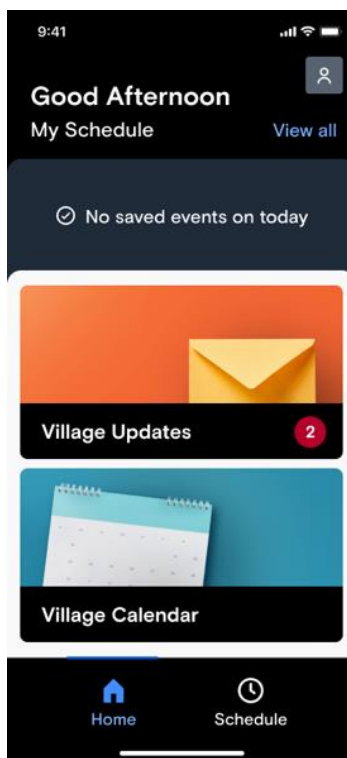 9:41
Good Afternoon
My Schedule View all
No saved events on today
Village Updates 2
Village Calendar
Home Schedule